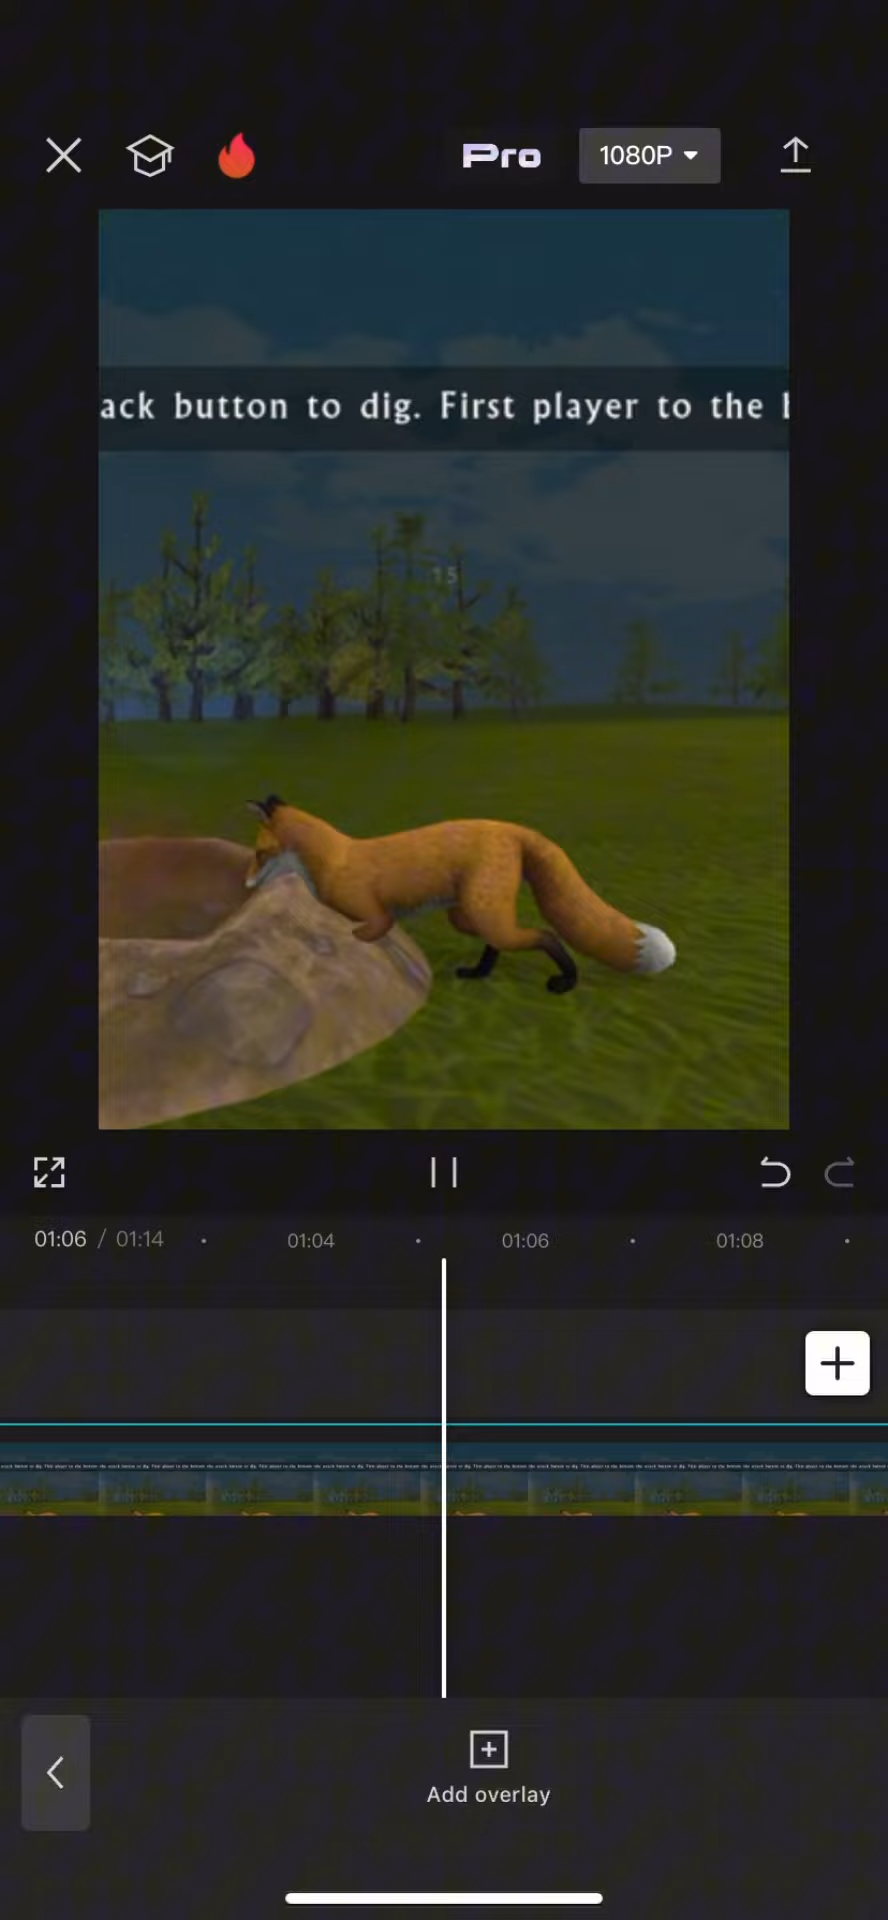 Pro
1080P
ack button to dig. First player to the
15
01:06 / 01:14
01:04
01:06
01:08
Add overlay